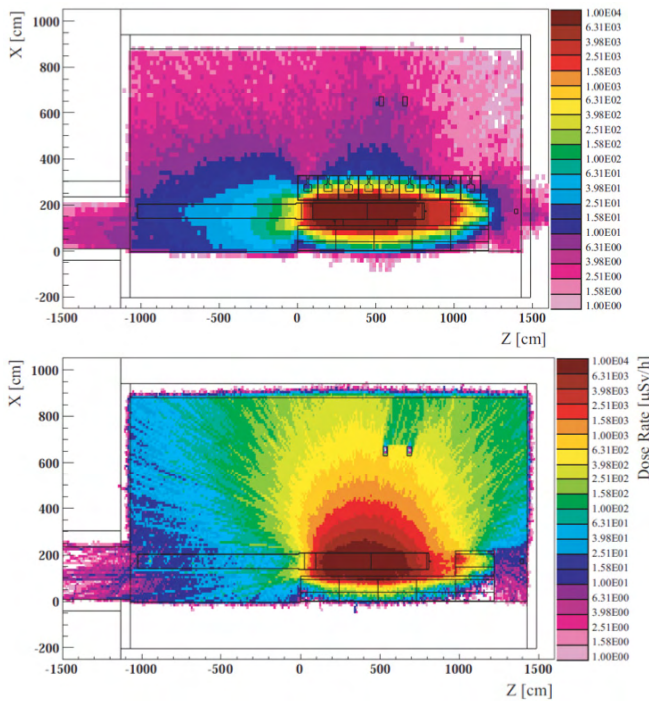 X [cm]
1000
800
600
400
200
0
-200
-1500 -1000 -500 0 500 1000 1500
Z [cm]
1.00E04
6.31E03
3.98E03
2.51E03
1.58E03
1.00E03
6.31E02
3.98E02
2.51E02
1.58E02
1.00E02
6.31E01
3.98E01
2.51E01
1.58E01
1.00E01
6.31E00
3.98E00
2.51E00
1.58E00
1.00E00
X [cm]
1000
800
600
400
200
0
-200
-1500 -1000 -500 0 500 1000 1500
Z [cm]
1.00E04
6.31E03
3.98E03
2.51E03
1.58E03
1.00E03
6.31E02
3.98E02
2.51E02
1.58E02
1.00E02
6.31E01
3.98E01
2.51E01
1.58E01
1.00E01
6.31E00
3.98E00
2.51E00
1.58E00
1.00E00
Dose Rate [µSv/h]